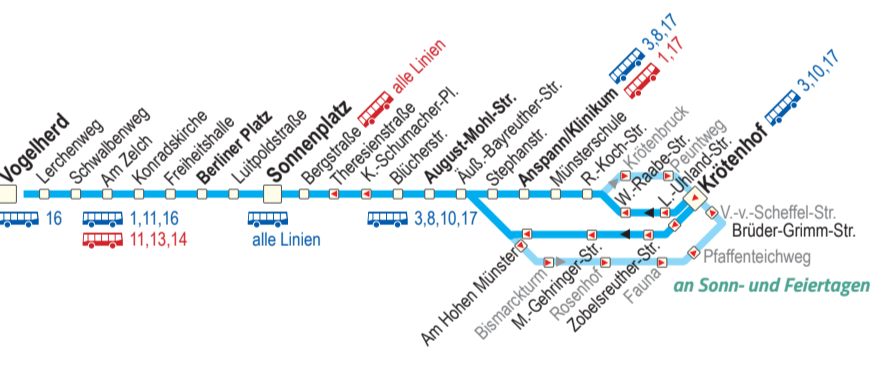 Vogelherd
Lerchenweg
Schwalbenweg
Am Zelch
Konradskirche
Freiheitshalle
Berliner Platz
Luitpoldstraße
Sonnenplatz
Bergstraße
alle Linien
Theresienstraße
K.-Schumacher-Pl.
Blücherstr.
August-Mohl-Str.
Äuß.-Bayreuther-Str.
Stephanstr.
Anspann/Klinikum
3,8,17
1,17
Münsterschule
R.-Koch-Str.
Krötenbruck
W.-Raabe-Str.
Peuntweg
L.-Uhland-Str.
Krötenhof
3,10,17
16
1,11,16
11,13,14
alle Linien
3,8,10,17
V.-v.-Scheffel-Str.
Brüder-Grimm-Str.
Pfaffenteichweg
Am Hohen Münster
Bismarckturm
M.-Gehringer-Str.
Rosenhof
Zobelsreuther-Str.
Fauna
an Sonn- und Feiertagen